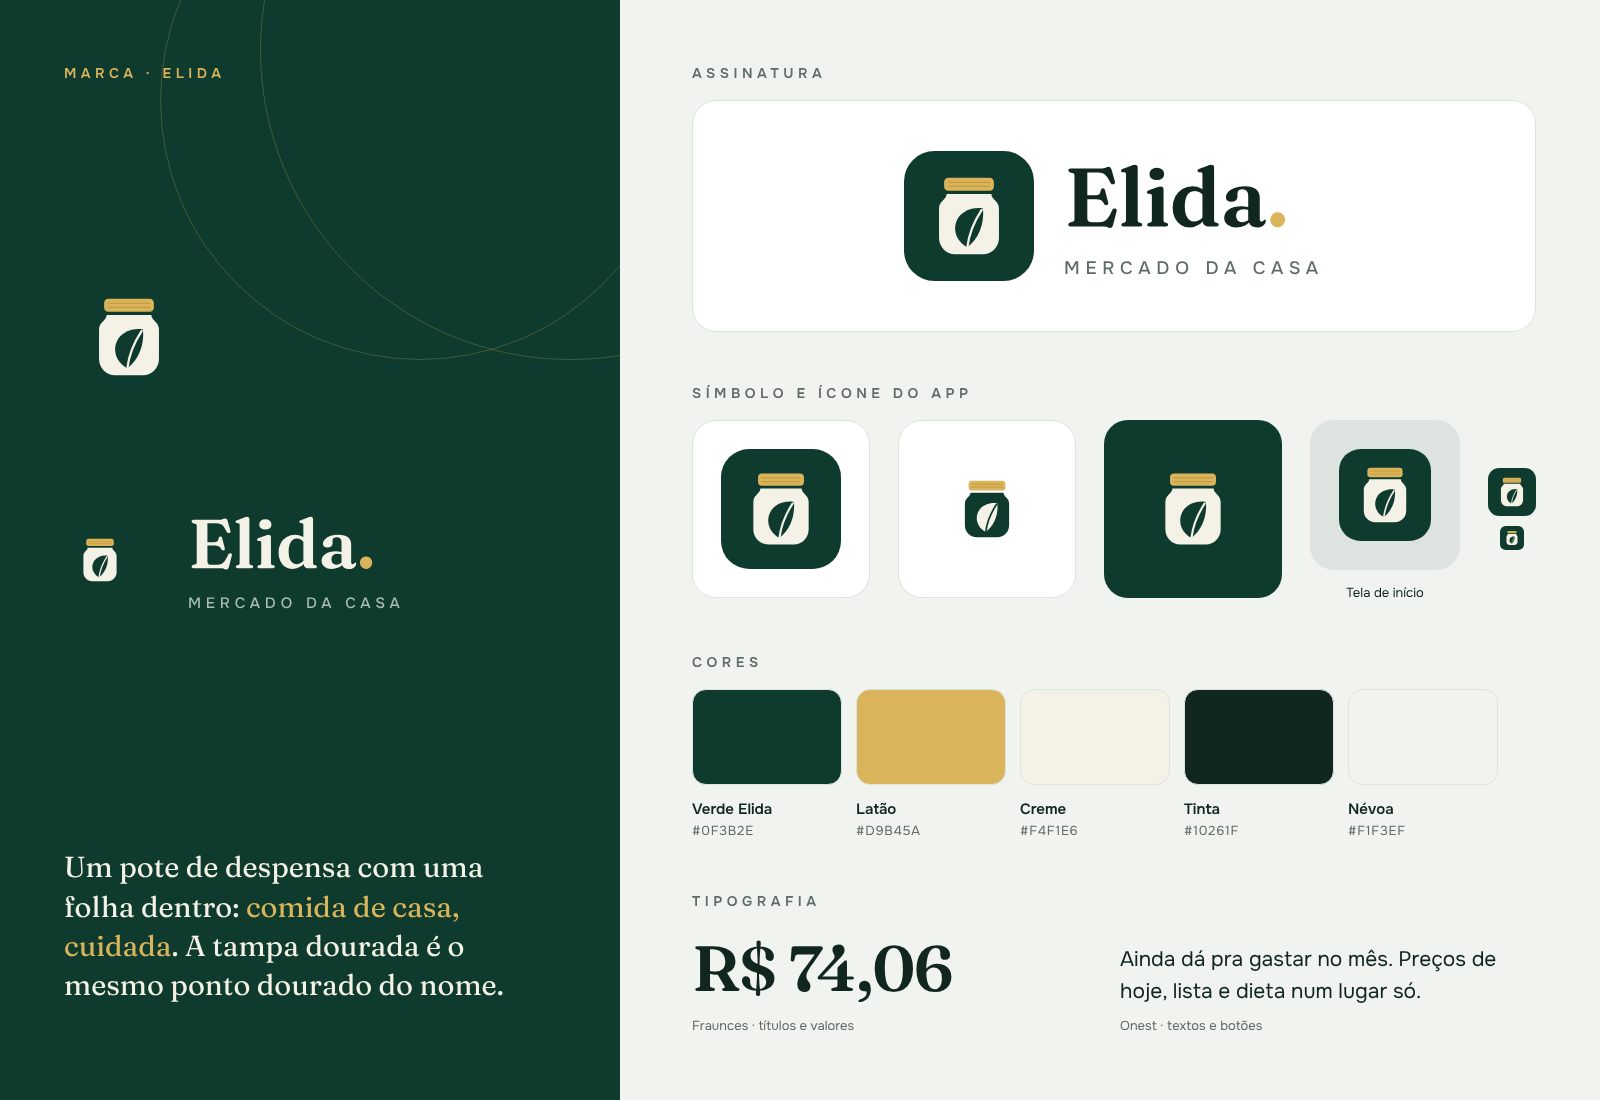 MARCA · ELIDA
Elida.
MERCADO DA CASA
Um pote de despensa com uma
folha dentro: comida de casa,
cuidada. A tampa dourada é o
mesmo ponto dourado do nome.
ASSINATURA
Elida.
MERCADO DA CASA
SÍMBOLO E ÍCONE DO APP
Tela de início
CORES
Verde Elida
#0F3B2E
Latão
#D9B45A
Creme
#F4F1E6
Tinta
#10261F
Névoa
#F1F3EF
TIPOGRAFIA
R$ 74,06
Fraunces · títulos e valores
Ainda dá pra gastar no mês. Preços de
hoje, lista e dieta num lugar só.
Onest · textos e botões